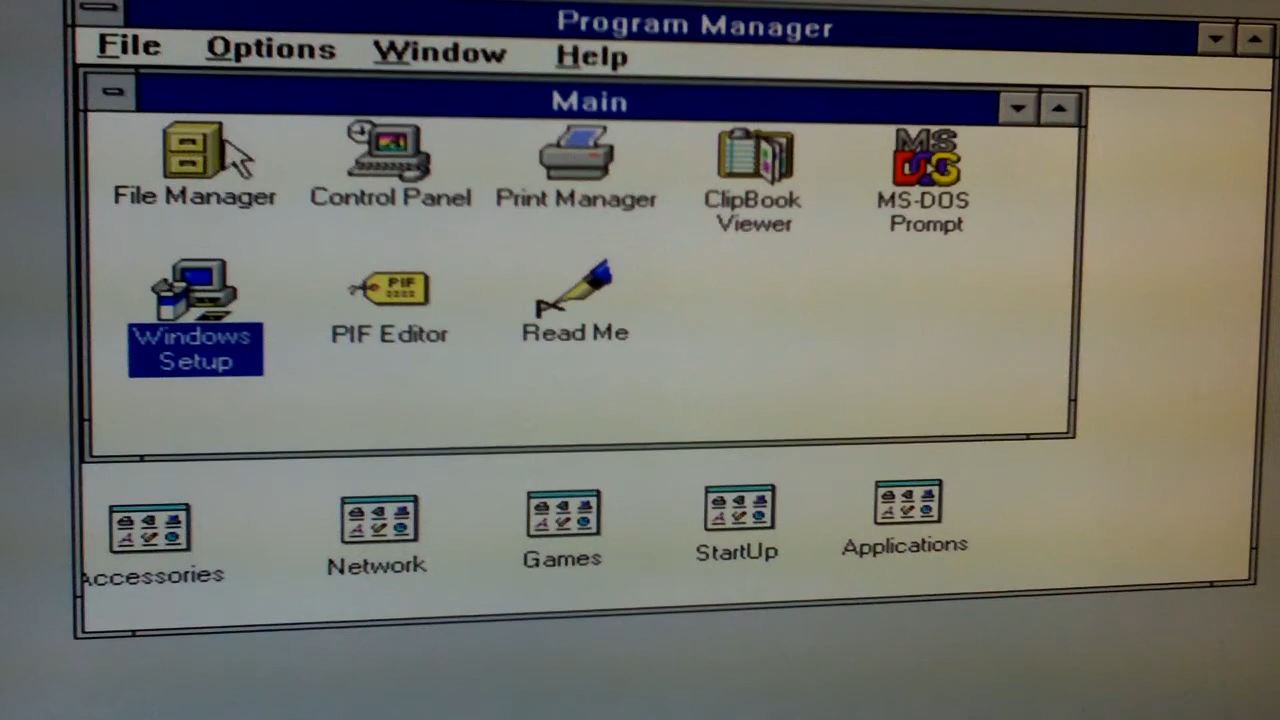 Program Manager
File Options Window Help
Main
File Manager
Control Panel
Print Manager
ClipBook
Viewer
MS
DOS
MS-DOS
Prompt
Windows
Setup
PIF
PIF Editor
Read Me
Accessories
Network
Games
StartUp
Applications